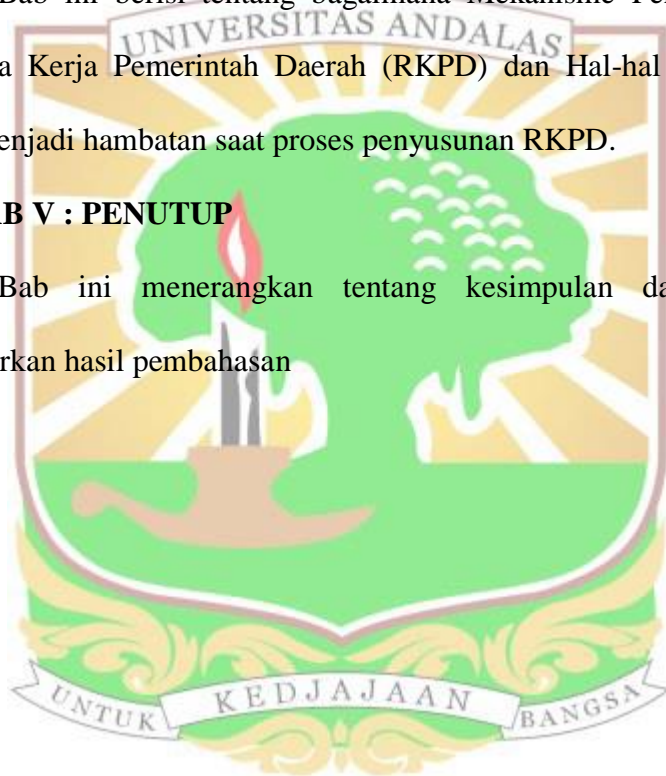 Bab ini berisi tentang bagaimana Mekanisme Pe
UNIVERSITAS ANDALAS
a Kerja Pemerintah Daerah (RKPD) dan Hal-hal
enjadi hambatan saat proses penyusunan RKPD.
AB V : PENUTUP
Bab ini menerangkan tentang kesimpulan da
rkan hasil pembahasan
UNTUK KEDJAJAAN BANGSA